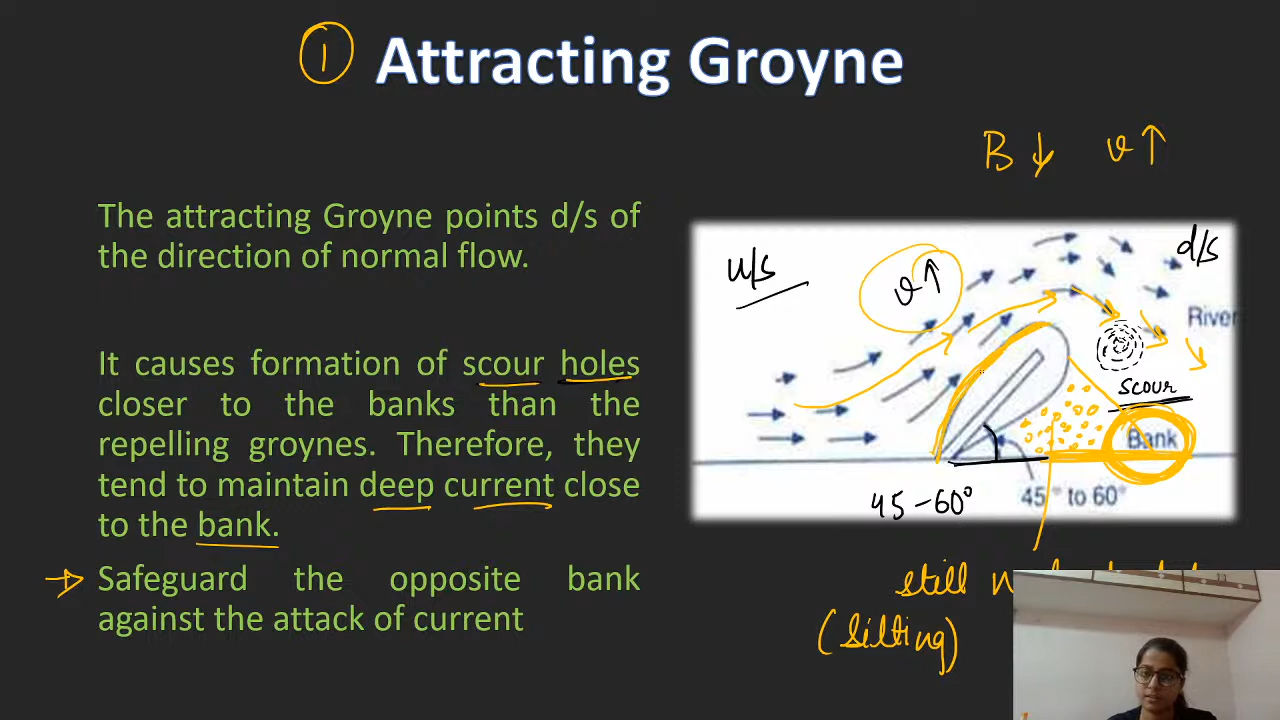 1 Attracting Groyne
B ↓ v ↑
The attracting Groyne points d/s of
the direction of normal flow.
It causes formation of scour holes
closer to the banks than the
repelling groynes. Therefore, they
tend to maintain deep current close
to the bank.
→ Safeguard the opposite bank
against the attack of current
u/s
v↑
d/s
River
scour
Bank
45-60°
45° to 60°
still
(silting)